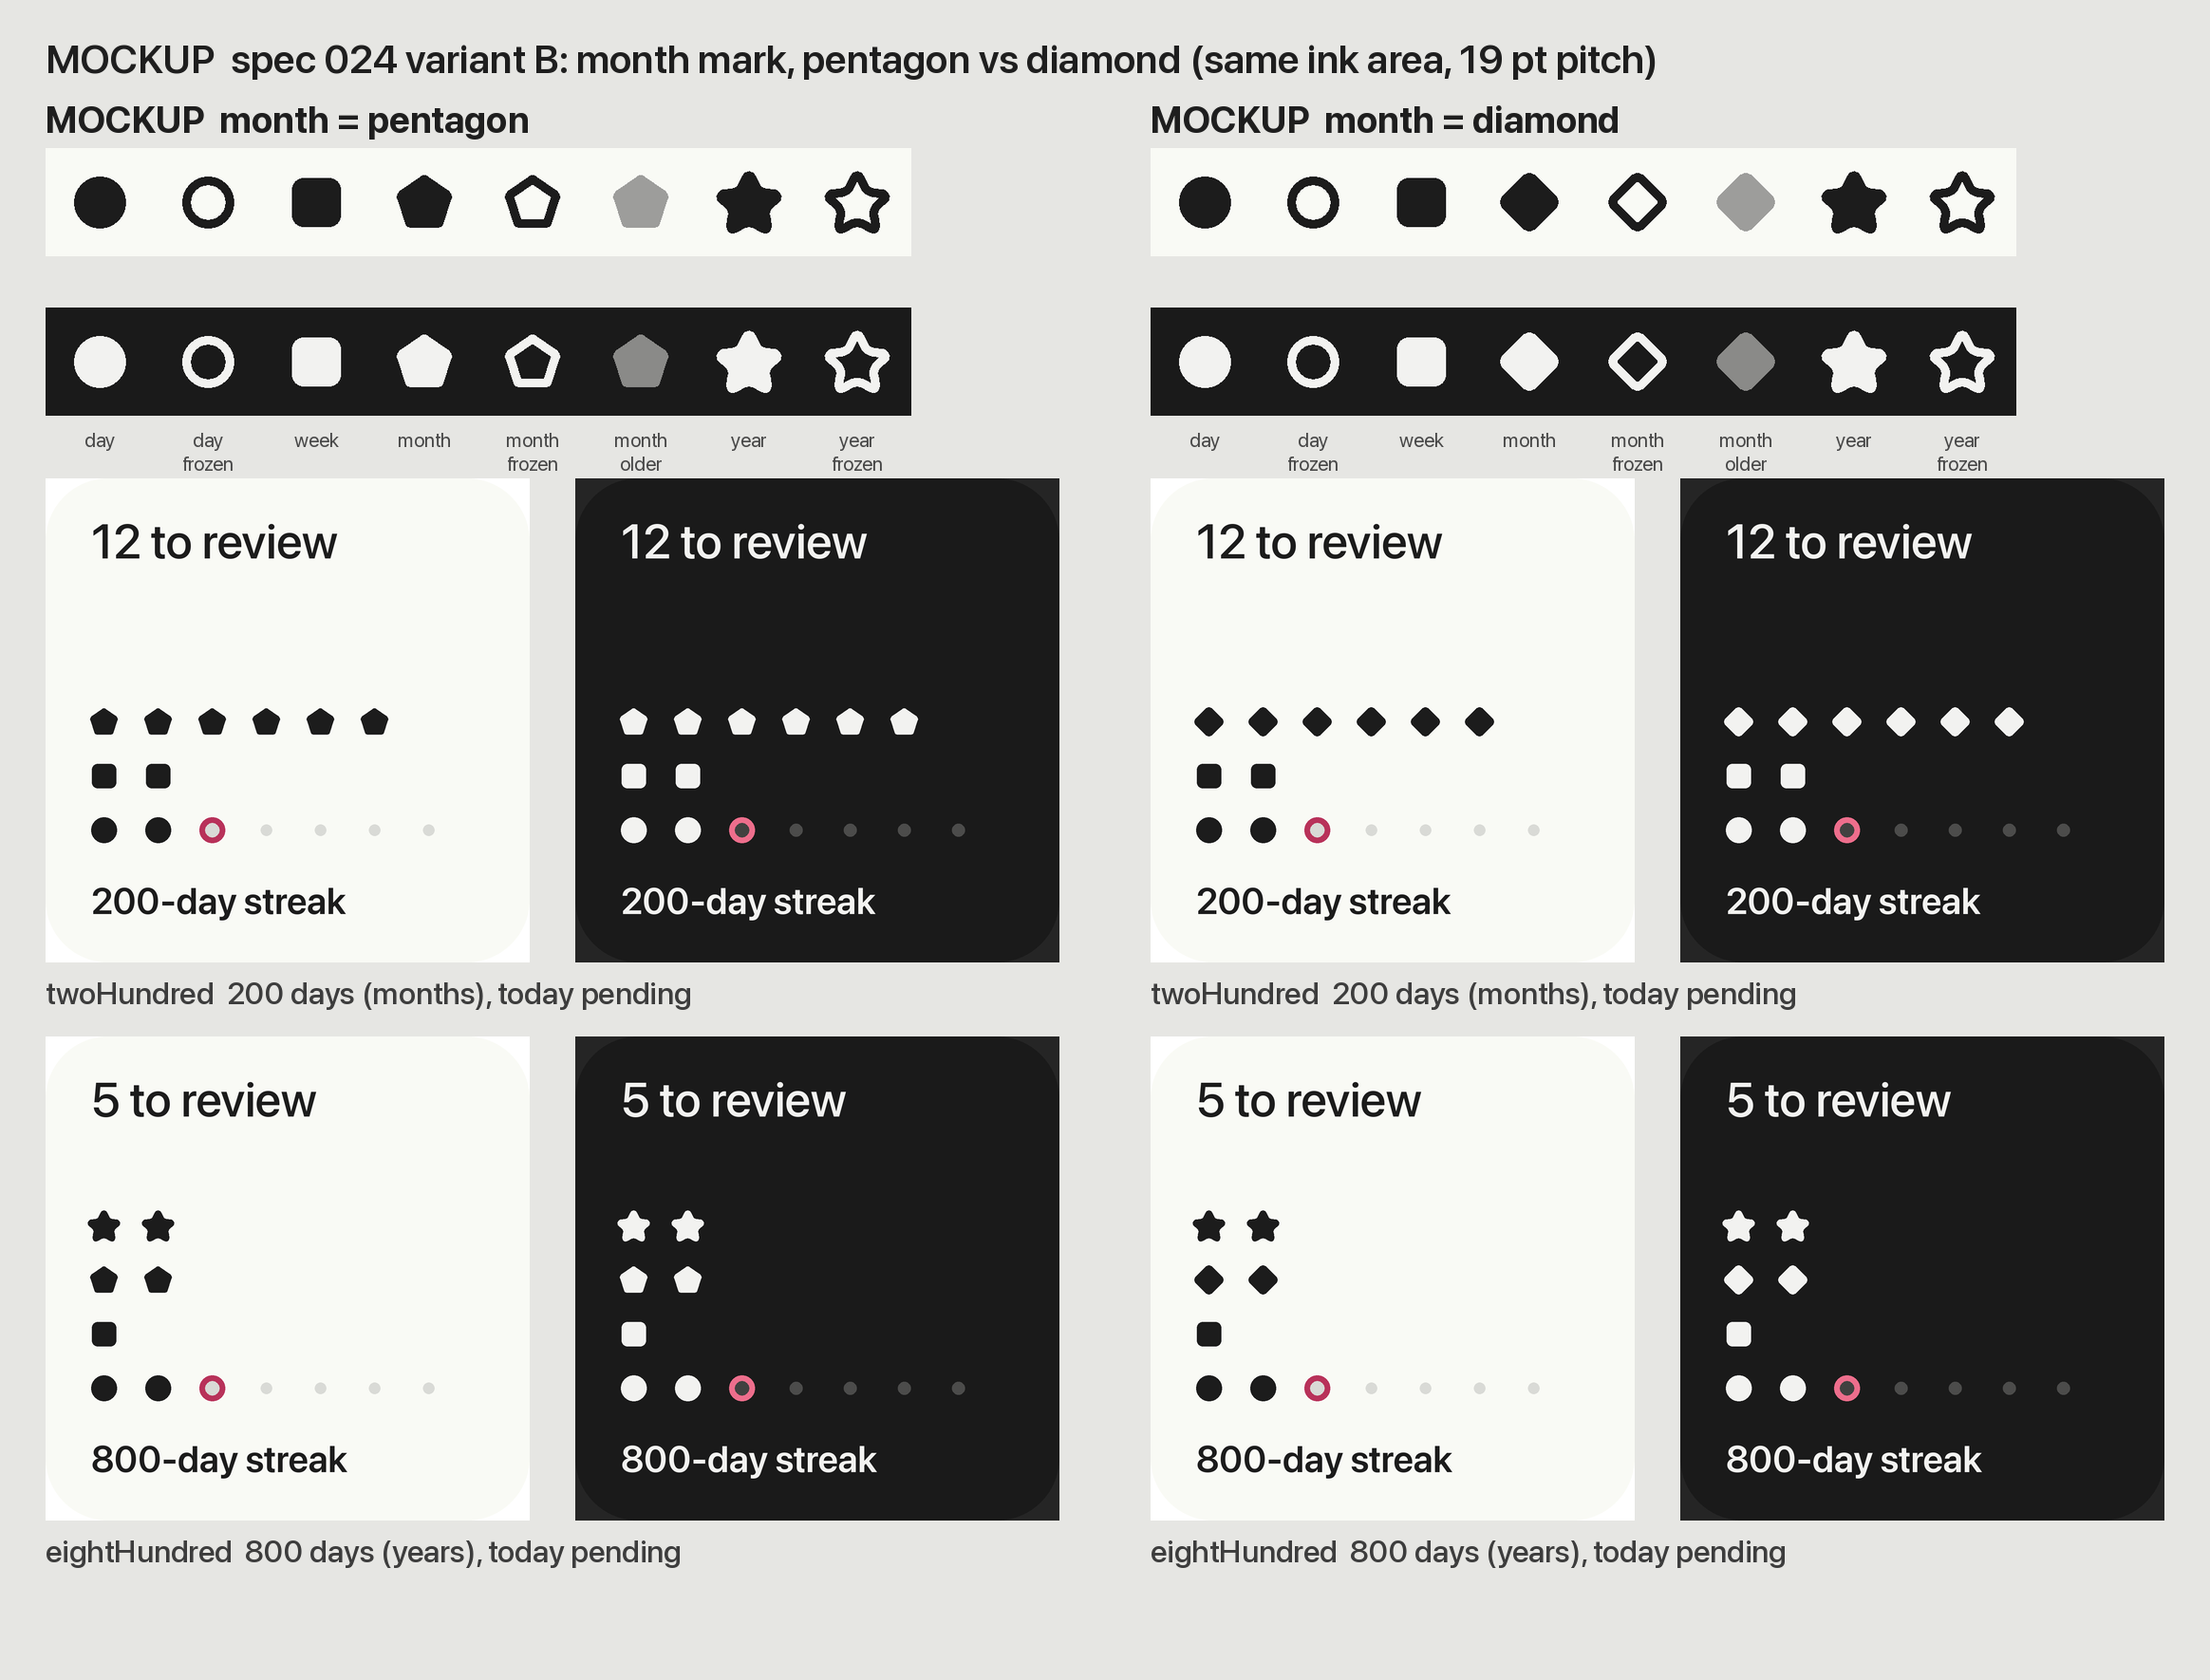 MOCKUP spec 024 variant B: month mark, pentagon vs diamond (same ink area, 19 pt pitch)
MOCKUP month = pentagon
MOCKUP month = diamond
day
day frozen
week
month
month frozen
month older
year
year frozen
day
day frozen
week
month
month frozen
month older
year
year frozen
12 to review
200-day streak
12 to review
200-day streak
12 to review
200-day streak
12 to review
200-day streak
twoHundred 200 days (months), today pending
twoHundred 200 days (months), today pending
5 to review
800-day streak
5 to review
800-day streak
5 to review
800-day streak
5 to review
800-day streak
eightHundred 800 days (years), today pending
eightHundred 800 days (years), today pending